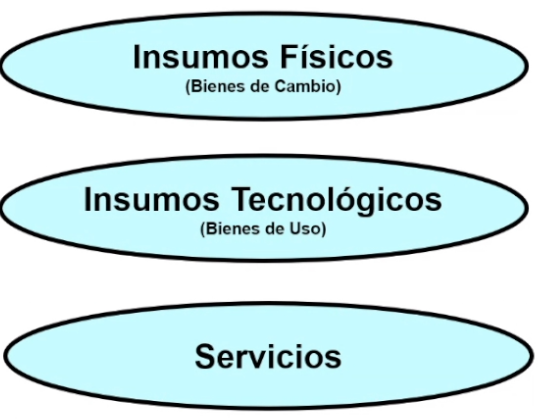 Insumos Físicos
(Bienes de Cambio)
Insumos Tecnológicos
(Bienes de Uso)
Servicios